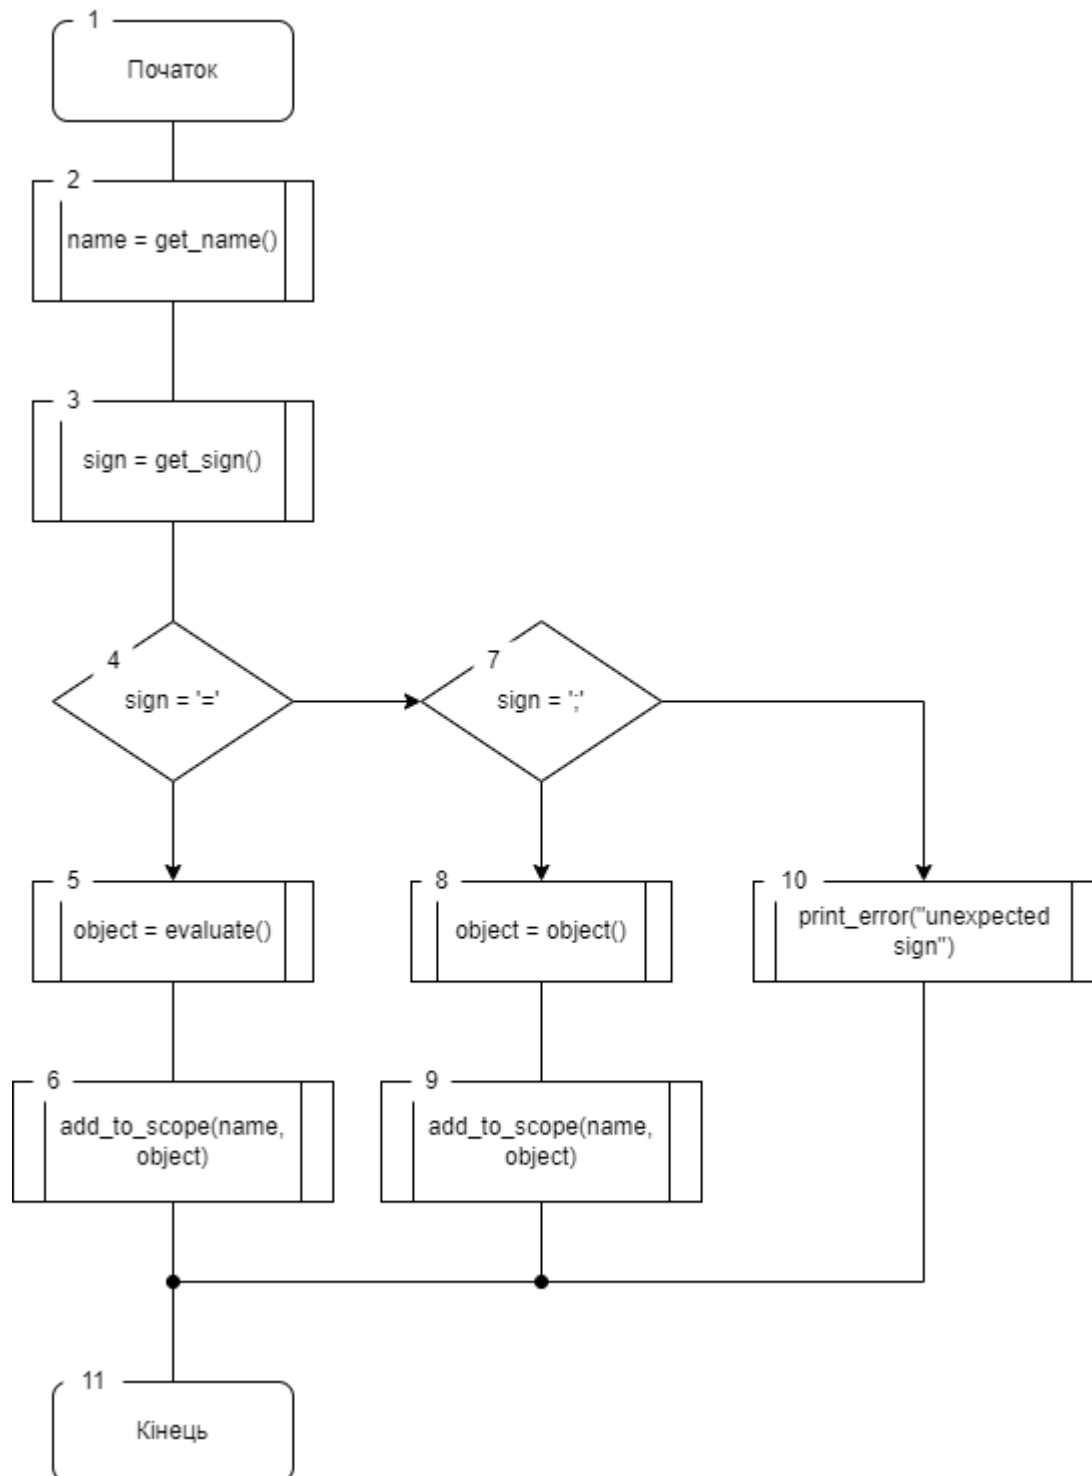 1
Початок
2
name = get_name()
3
sign = get_sign()
4
sign = '='
7
sign = ';'
5
object = evaluate()
8
object = object()
10
print_error("unexpected
sign")
6
add_to_scope(name,
object)
9
add_to_scope(name,
object)
11
Кінець